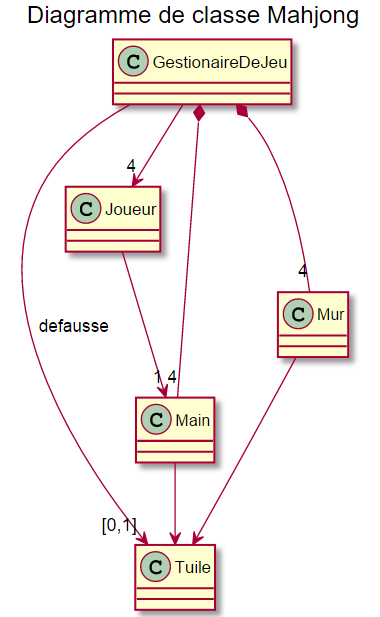 Diagramme de classe Mahjong
C GestionaireDeJeu
4
C Joueur
4
C Mur
defausse
1 4
C Main
[0,1]
C Tuile